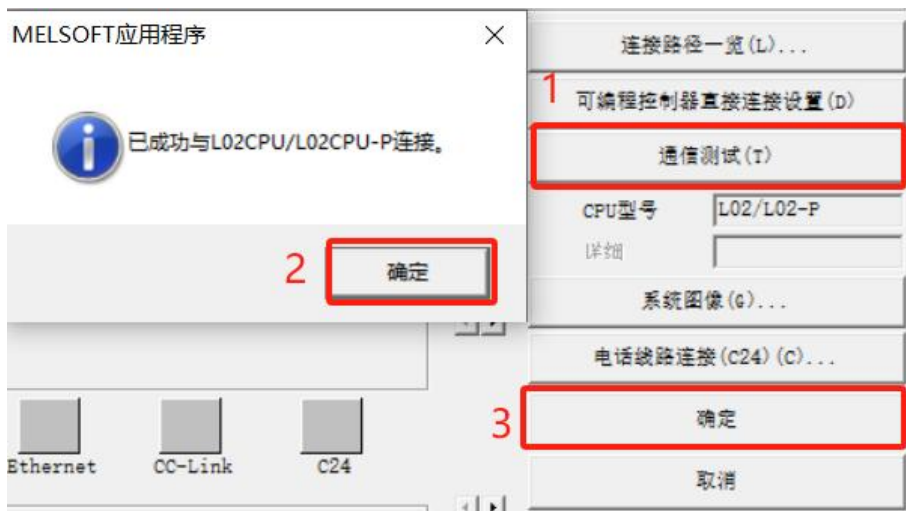 MELSOFT应用程序
已成功与L02CPU/L02CPU-P连接。
2
确定
连接路径一览(L)...
1
可编程控制器直接连接设置(D)
通信测试(T)
CPU型号
L02/L02-P
详细
系统图像(G)...
电话线路连接(C24)(C)...
3
确定
取消
Ethernet
CC-Link
C24